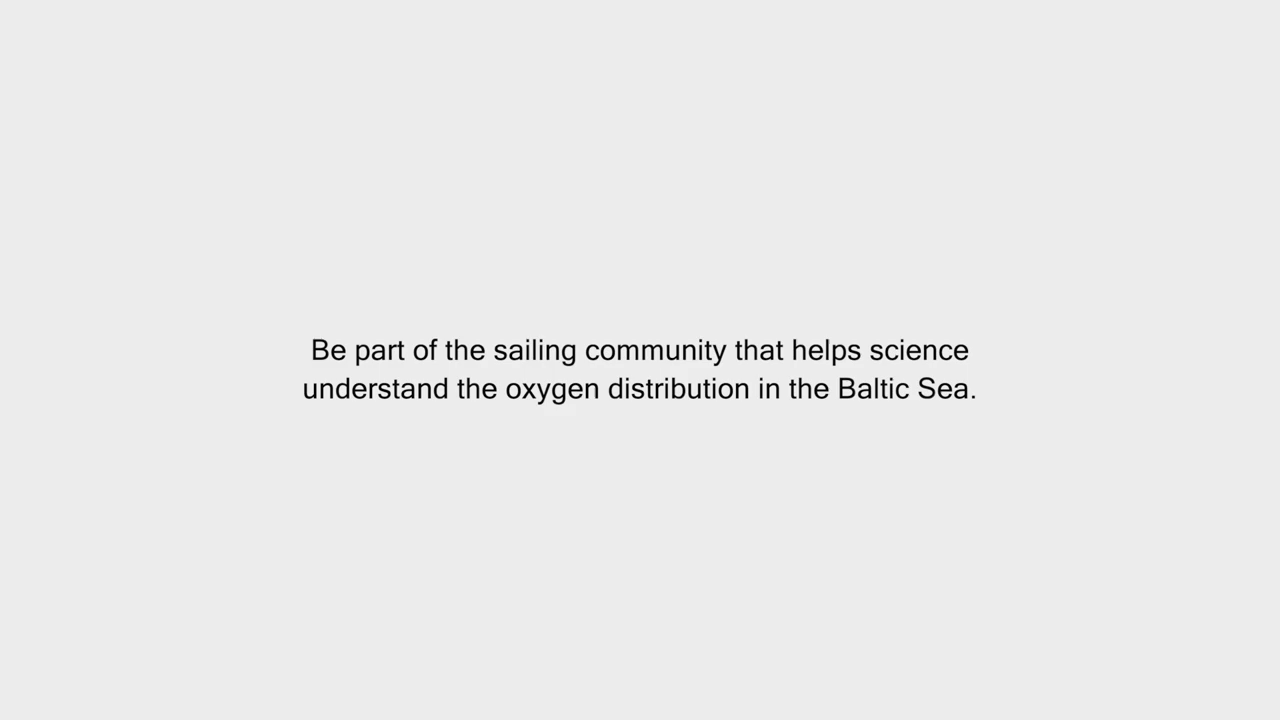 Be part of the sailing community that helps science
understand the oxygen distribution in the Baltic Sea.